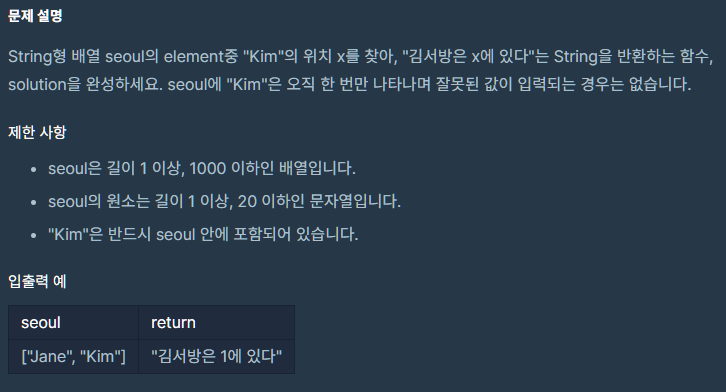 문제 설명
String형 배열 seoul의 element중 "Kim"의 위치 x를 찾아, "김서방은 x에 있다"는 String을 반환하는 함수,
solution을 완성하세요. seoul에 "Kim"은 오직 한 번만 나타나며 잘못된 값이 입력되는 경우는 없습니다.
제한 사항
• seoul은 길이 1 이상, 1000 이하인 배열입니다.
• seoul의 원소는 길이 1 이상, 20 이하인 문자열입니다.
• "Kim"은 반드시 seoul 안에 포함되어 있습니다.
입출력 예
seoul return
["Jane", "Kim"] "김서방은 1에 있다"